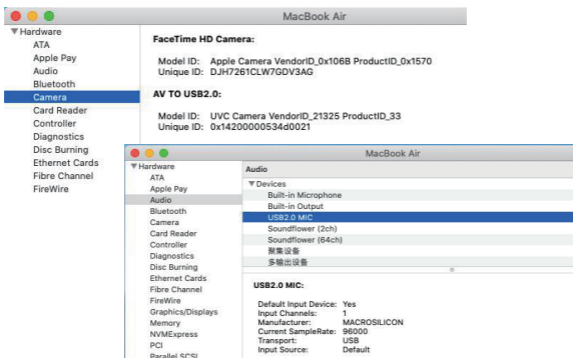 MacBook Air
Hardware
ATA
Apple Pay
Audio
Bluetooth
Camera
Card Reader
Controller
Diagnostics
Disc Burning
Ethernet Cards
Fibre Channel
FireWire
FaceTime HD Camera:
Model ID: Apple Camera VendorID_0x106B ProductID_0x1570
Unique ID: DJH7261CLW7GDV3AG
AV TO USB2.0:
Model ID: UVC Camera VendorID_21325 ProductID_33
Unique ID: 0x14200000534d0021
MacBook Air
Hardware
ATA
Apple Pay
Audio
Bluetooth
Camera
Card Reader
Controller
Diagnostics
Disc Burning
Ethernet Cards
Fibre Channel
FireWire
Graphics/Displays
Memory
NVMExpress
PCI
Parallel SCSI
Audio
Devices
Built-in Microphone
Built-in Output
USB2.0 MIC
Soundflower (2ch)
Soundflower (64ch)
聚集设备
多输出设备
USB2.0 MIC:
Default Input Device: Yes
Input Channels: 1
Manufacturer: MACROSILICON
Current SampleRate: 96000
Transport: USB
Input Source: Default